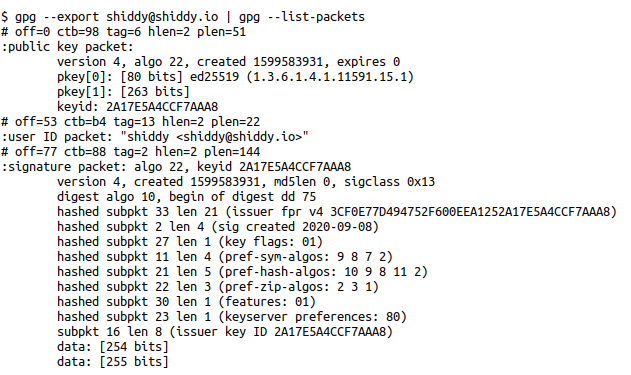 $ gpg --export shiddy@shiddy.io | gpg --list-packets
# off=0 ctb=98 tag=6 hlen=2 plen=51
:public key packet:
        version 4, algo 22, created 1599583931, expires 0
        pkey[0]: [80 bits] ed25519 (1.3.6.1.4.1.11591.15.1)
        pkey[1]: [263 bits]
        keyid: 2A17E5A4CCF7AAA8
# off=53 ctb=b4 tag=13 hlen=2 plen=22
:user ID packet: "shiddy <shiddy@shiddy.io>"
# off=77 ctb=88 tag=2 hlen=2 plen=144
:signature packet: algo 22, keyid 2A17E5A4CCF7AAA8
        version 4, created 1599583931, md5len 0, sigclass 0x13
        digest algo 10, begin of digest dd 75
        hashed subpkt 33 len 21 (issuer fpr v4 3CF0E77D494752F600EEA1252A17E5A4CCF7AAA8)
        hashed subpkt 2 len 4 (sig created 2020-09-08)
        hashed subpkt 27 len 1 (key flags: 01)
        hashed subpkt 11 len 4 (pref-sym-algos: 9 8 7 2)
        hashed subpkt 21 len 5 (pref-hash-algos: 10 9 8 11 2)
        hashed subpkt 22 len 3 (pref-zip-algos: 2 3 1)
        hashed subpkt 30 len 1 (features: 01)
        hashed subpkt 23 len 1 (keyserver preferences: 80)
        subpkt 16 len 8 (issuer key ID 2A17E5A4CCF7AAA8)
        data: [254 bits]
        data: [255 bits]